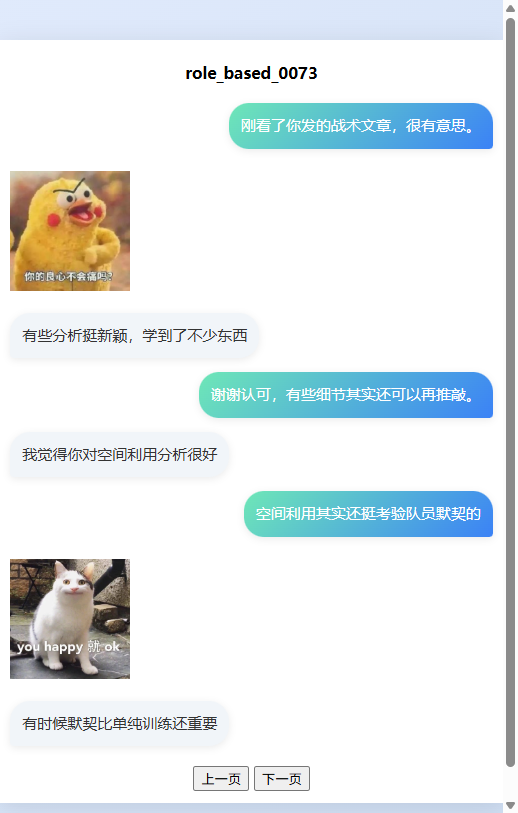 role_based_0073
刚看了你发的战术文章，很有意思。
你的良心不会痛吗?
有些分析挺新颖，学到了不少东西
谢谢认可，有些细节其实还可以再推敲。
我觉得你对空间利用分析很好
空间利用其实还挺考验队员默契的
you happy 就 ok
有时候默契比单纯训练还重要
上一页 下一页